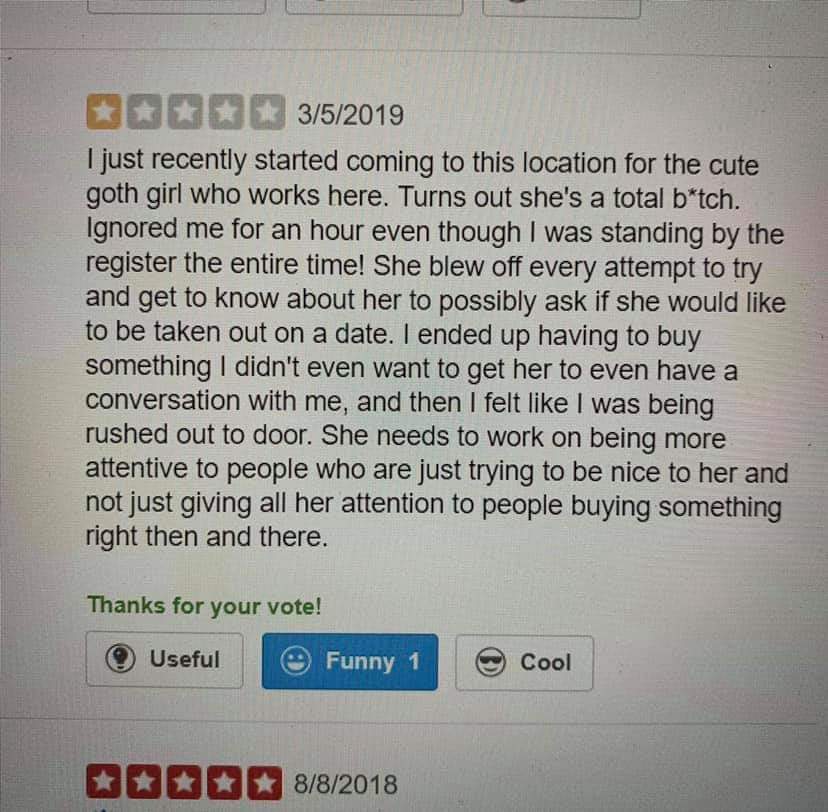 3/5/2019
I just recently started coming to this location for the cute
goth girl who works here. Turns out she's a total b*tch.
Ignored me for an hour even though I was standing by the
register the entire time! She blew off every attempt to try
and get to know about her to possibly ask if she would like
to be taken out on a date. I ended up having to buy
something I didn't even want to get her to even have a
conversation with me, and then I felt like I was being
rushed out to door. She needs to work on being more
attentive to people who are just trying to be nice to her and
not just giving all her attention to people buying something
right then and there.
Thanks for your vote!
Useful Funny 1 Cool
8/8/2018